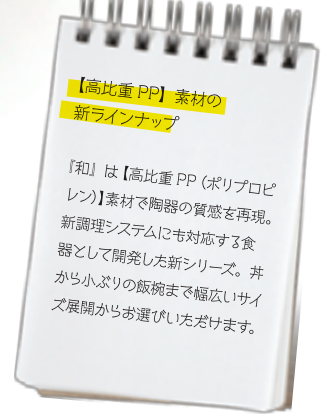 【高比重 PP】素材の
新ラインナップ
『和』は【高比重 PP（ポリプロピ
レン）】素材で陶器の質感を再現。
新調理システムにも対応する食
器として開発した新シリーズ。丼
から小ぶりの飯椀まで幅広いサイ
ズ展開からお選びいただけます。